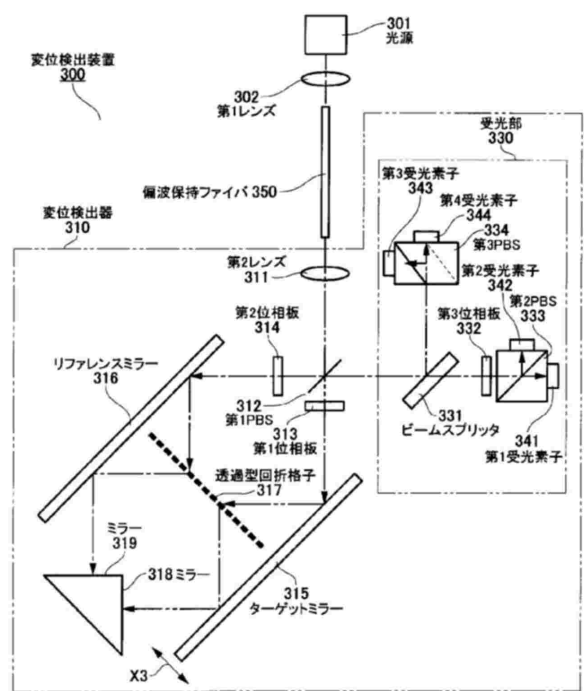 301
光源
変位検出装置
300
302
第1レンズ
受光部
330
第3受光素子
343
第4受光素子
344
334
第3PBS
偏波保持ファイバ 350
変位検出器
310
第2レンズ
311
第2受光素子
342
第2PBS
333
第3位相板
332
第2位相板
314
リファレンスミラー
316
312
第1PBS
313
第1位相板
331
ビームスプリッタ
341
第1受光素子
透過型回折格子
317
ミラー
319
318ミラー
315
ターゲットミラー
X3